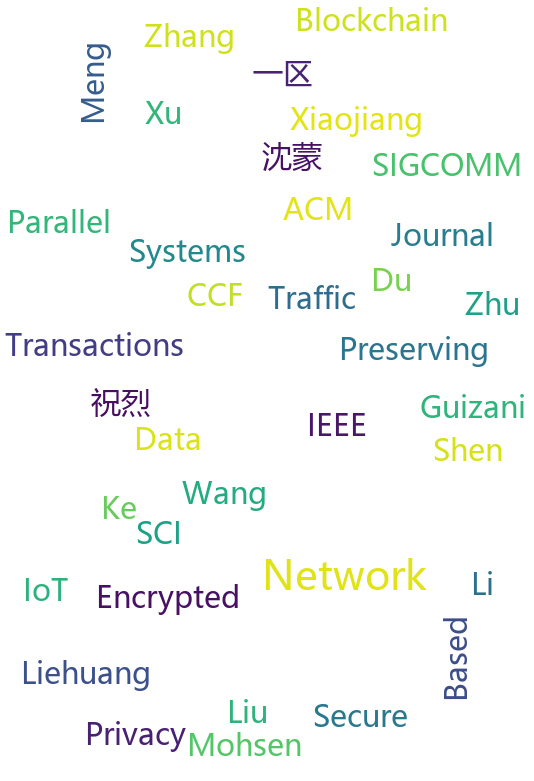 Blockchain
Zhang
Meng
一区
Xu
Xiaojiang
沈蒙
SIGCOMM
ACM
Parallel
Journal
Systems
Du
CCF
Traffic
Zhu
Transactions
Preserving
祝烈
Guizani
IEEE
Data
Shen
Wang
Ke
SCI
Network
IoT
Li
Encrypted
Based
Liehuang
Liu
Secure
Privacy
Mohsen